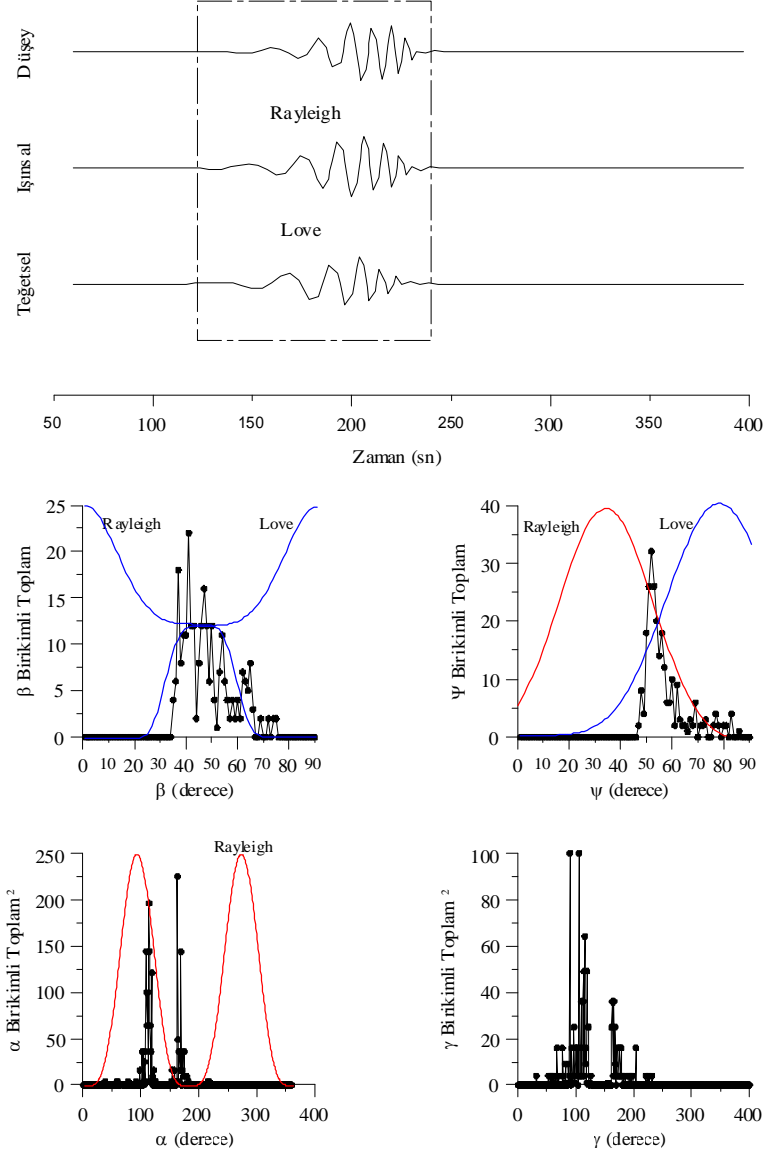 Düşey
Rayleigh
Işınsal
Love
Teğetsel
50 100 150 200 250 300 350 400
Zaman (sn)
β Birikimli Toplam
25
20
15
10
5
0
Rayleigh Love
0 10 20 30 40 50 60 70 80 90
β (derece)
Ψ Birikimli Toplam
40
30
20
10
0
Rayleigh Love
0 10 20 30 40 50 60 70 80 90
ψ (derece)
α Birikimli Toplam²
250
200
150
100
50
0
Rayleigh
0 100 200 300 400
α (derece)
γ Birikimli Toplam²
100
80
60
40
20
0
0 100 200 300 400
γ (derece)